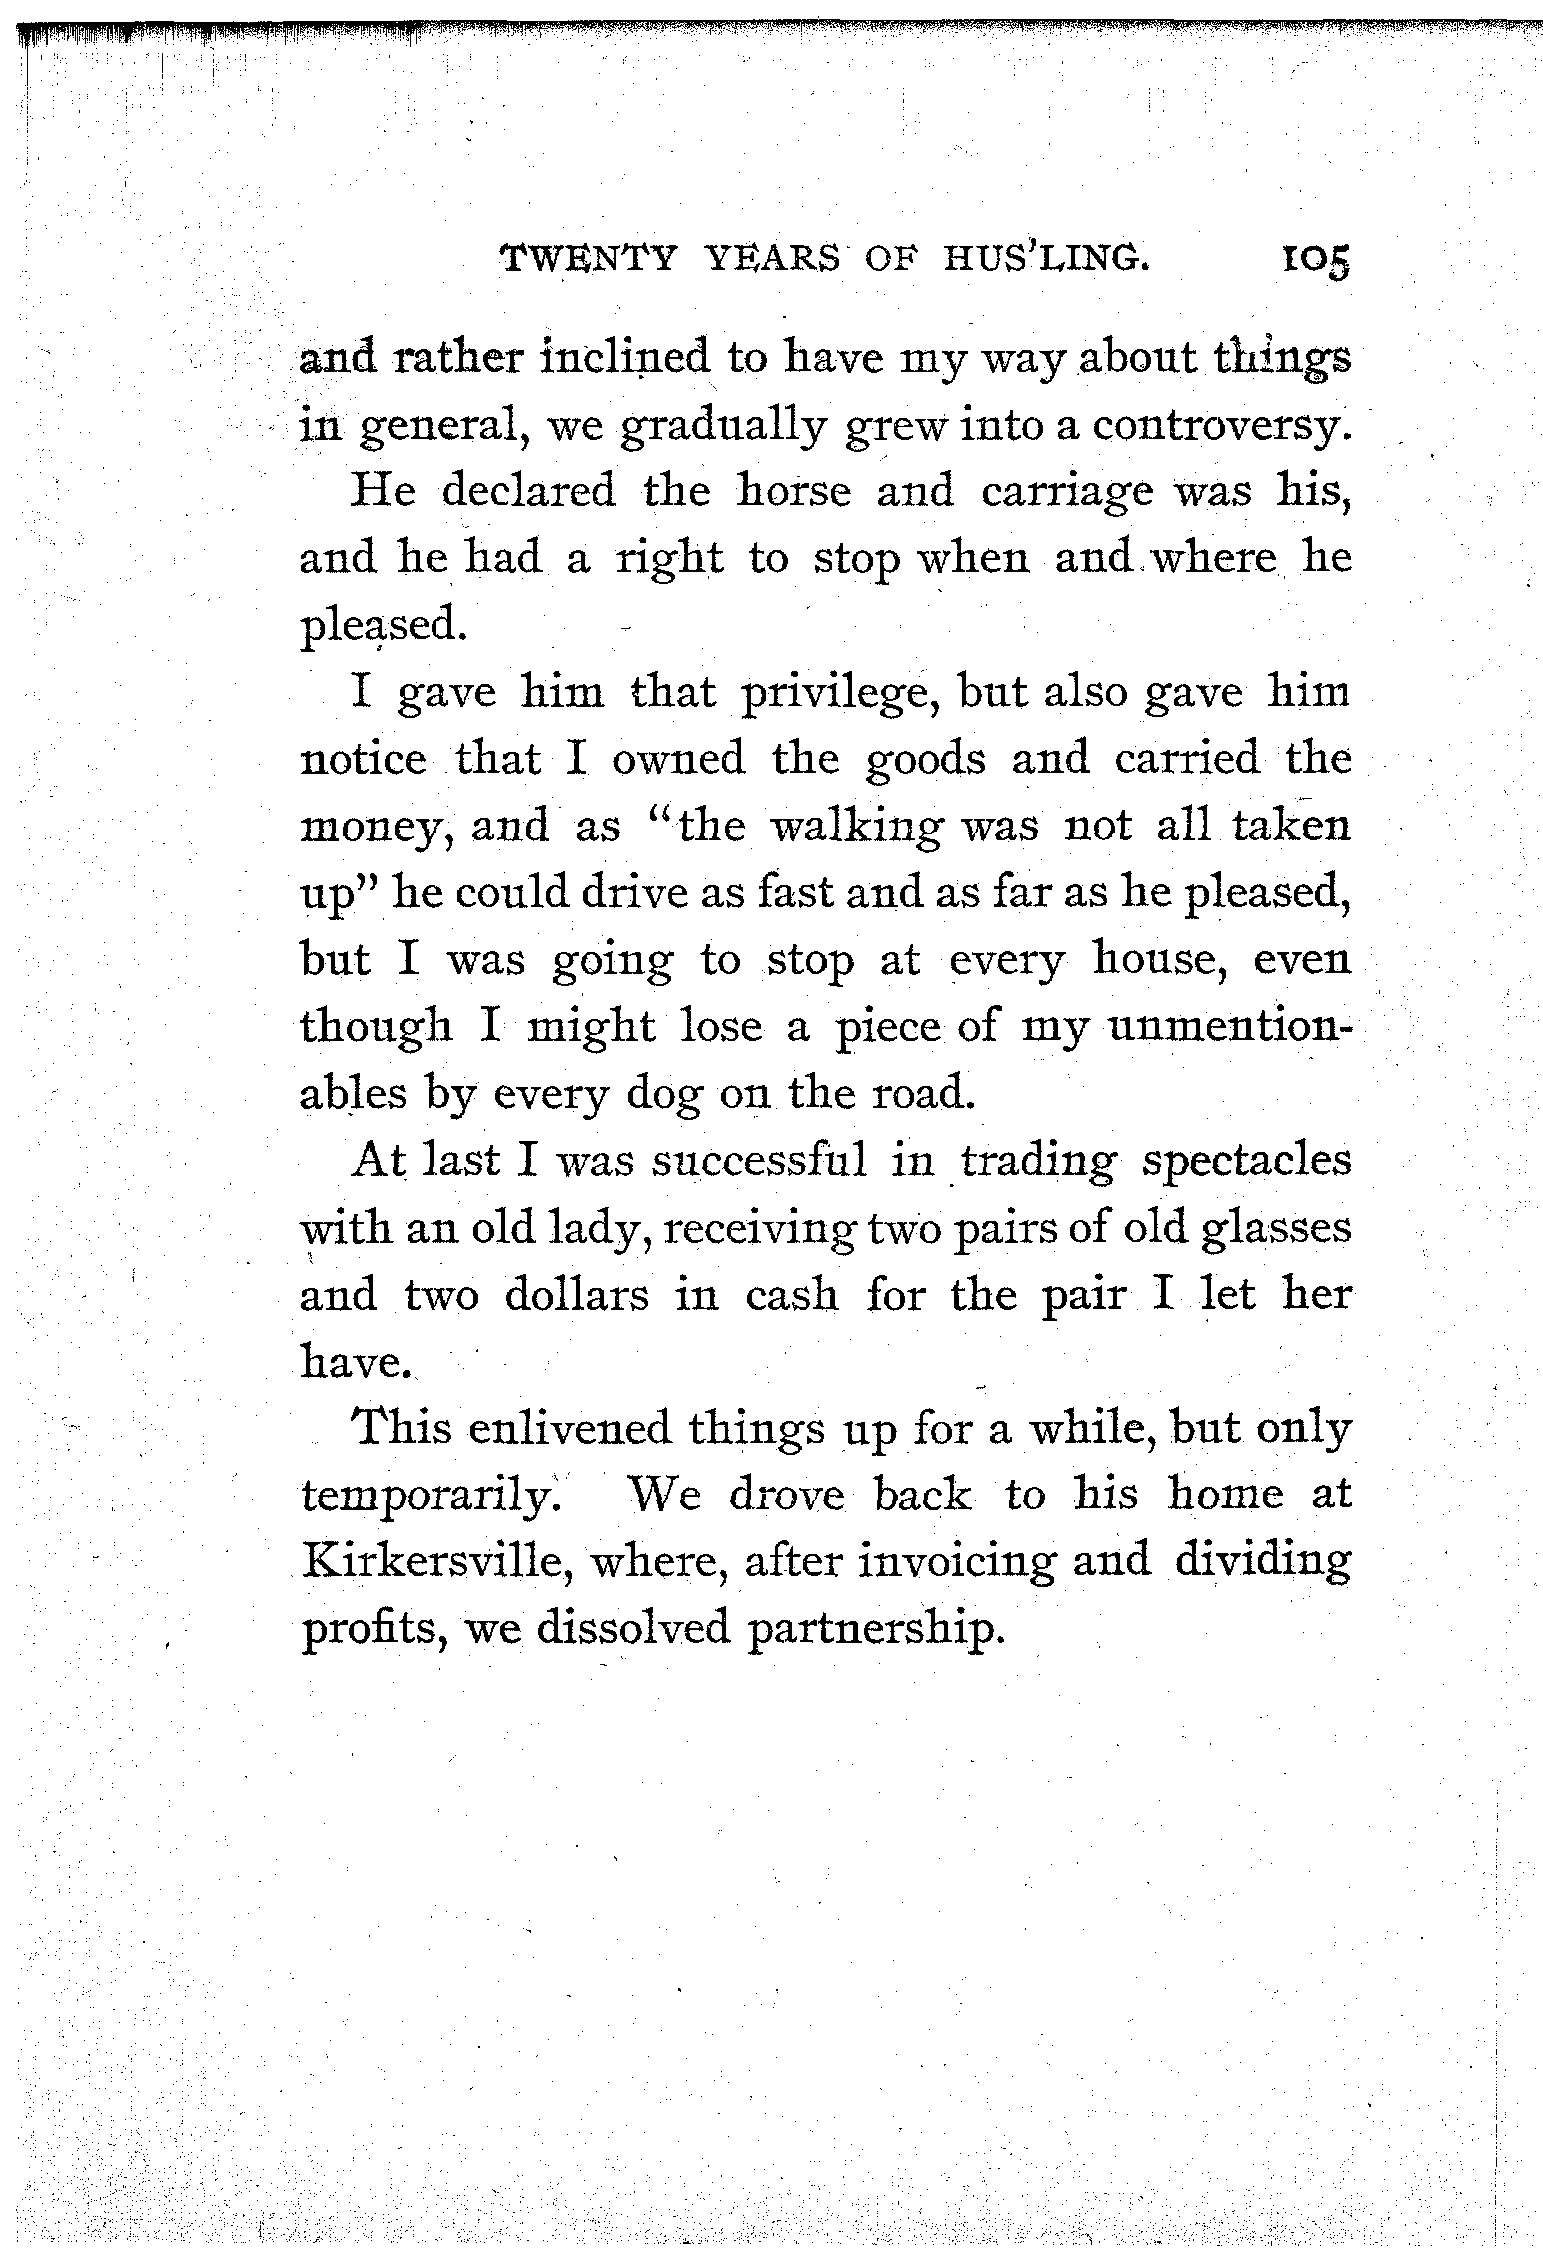 TWENTY YEARS OF HUS'LING. 105
and rather inclined to have my way about things
in general, we gradually grew into a controversy.
He declared the horse and carriage was his,
and he had a right to stop when and where he
pleased.
I gave him that privilege, but also gave him
notice that I owned the goods and carried the
money, and as “the walking was not all taken
up” he could drive as fast and as far as he pleased,
but I was going to stop at every house, even
though I might lose a piece of my unmention-
ables by every dog on the road.
At last I was successful in trading spectacles
with an old lady, receiving two pairs of old glasses
and two dollars in cash for the pair I let her
have.
This enlivened things up for a while, but only
temporarily. We drove back to his home at
Kirkersville, where, after invoicing and dividing
profits, we dissolved partnership.